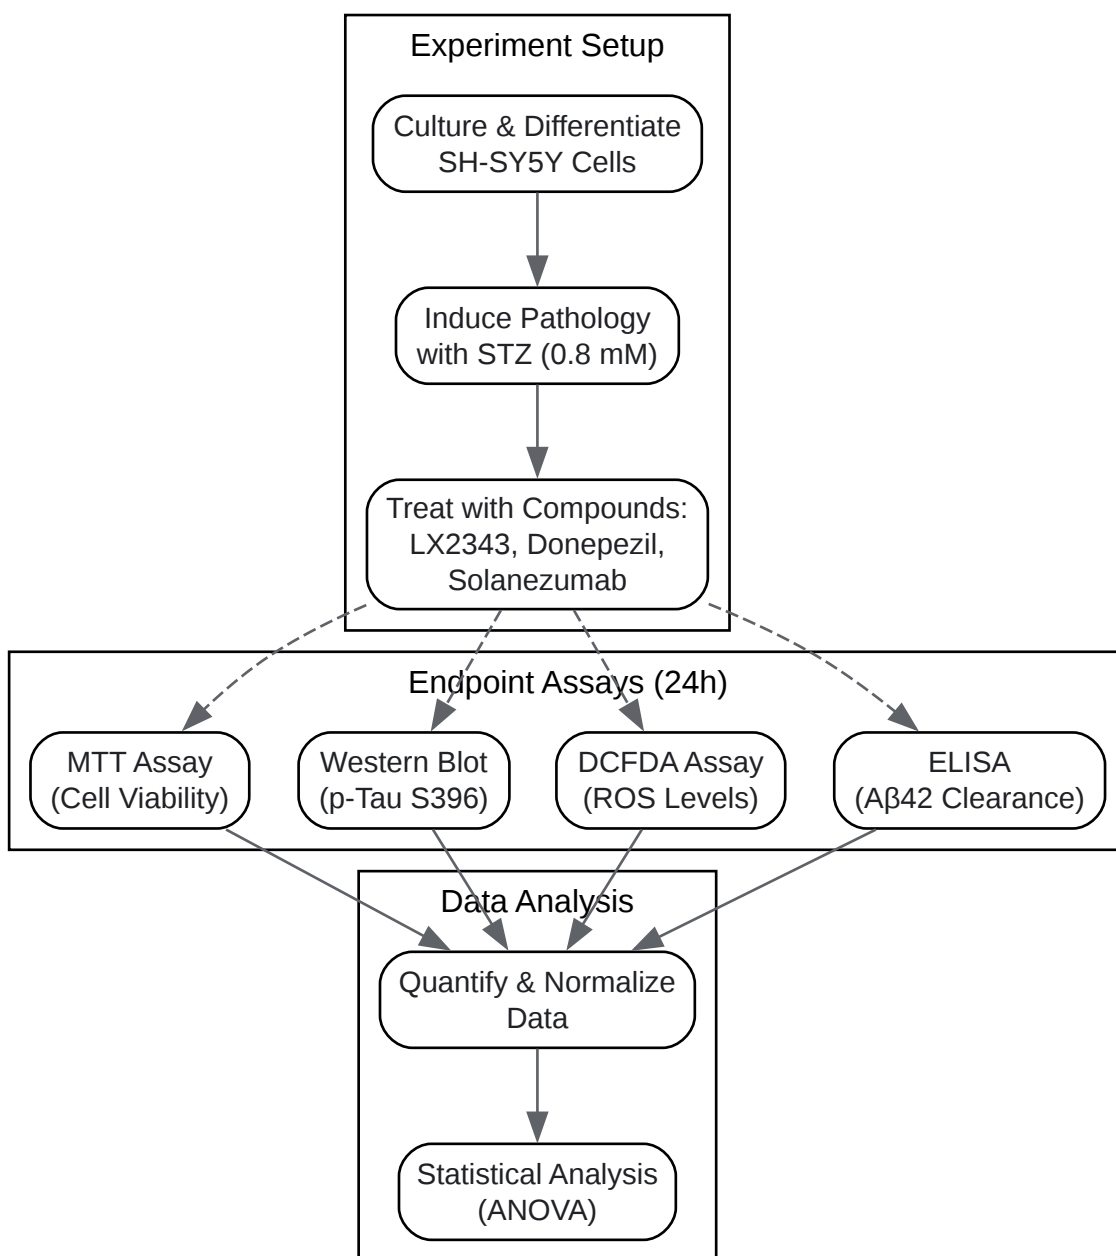 Experiment Setup
Culture & Differentiate
SH-SY5Y Cells
Induce Pathology
with STZ (0.8 mM)
Treat with Compounds:
LX2343, Donepezil,
Solanezumab
Endpoint Assays (24h)
MTT Assay
(Cell Viability)
Western Blot
(p-Tau S396)
DCFDA Assay
(ROS Levels)
ELISA
(Aβ42 Clearance)
Data Analysis
Quantify & Normalize
Data
Statistical Analysis
(ANOVA)